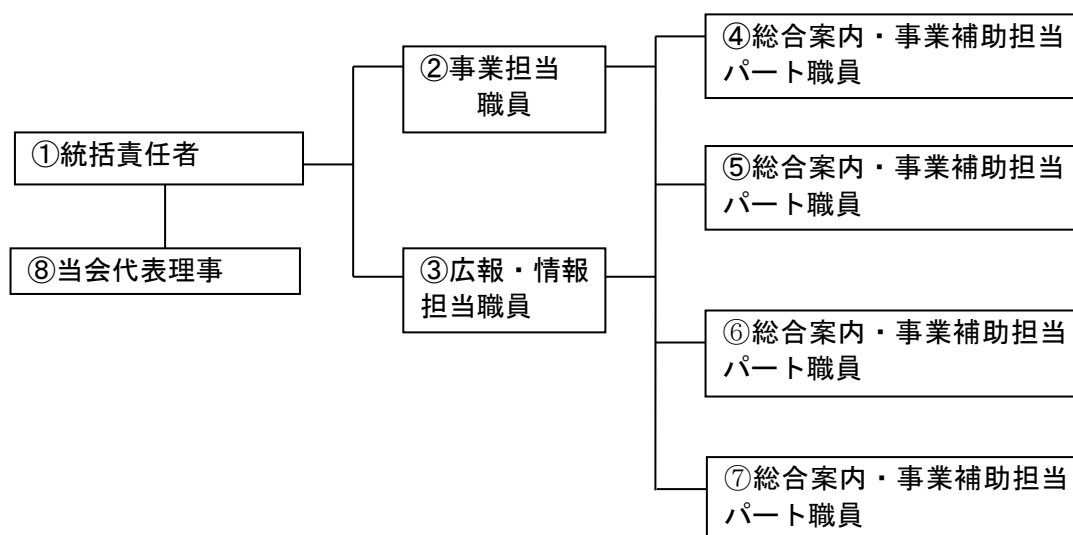 ①統括責任者
⑧当会代表理事
②事業担当
職員
③広報・情報
担当職員
④総合案内・事業補助担当
パート職員
⑤総合案内・事業補助担当
パート職員
⑥総合案内・事業補助担当
パート職員
⑦総合案内・事業補助担当
パート職員